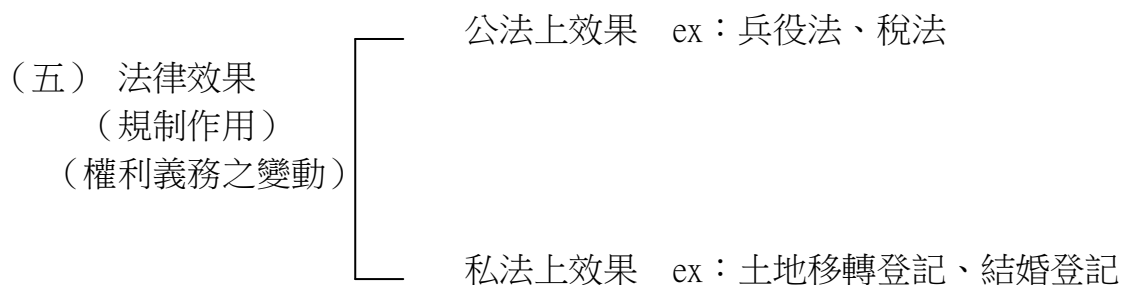 公法上效果 ex：兵役法、稅法
（五） 法律效果
（規制作用）
（權利義務之變動）
私法上效果 ex：土地移轉登記、結婚登記